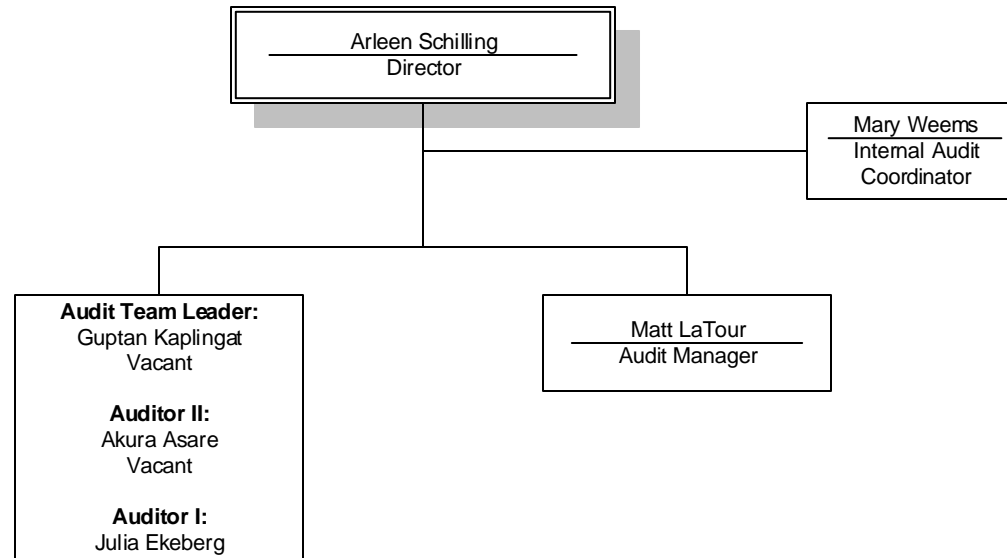 Arleen Schilling
Director
Mary Weems
Internal Audit
Coordinator
Audit Team Leader:
Guptan Kaplingat
Vacant
Auditor II:
Akura Asare
Vacant
Auditor I:
Julia Ekeberg
Matt LaTour
Audit Manager